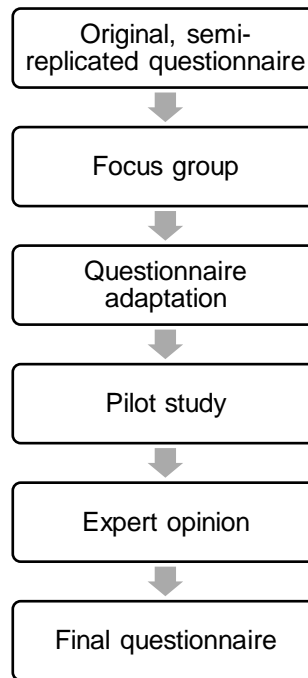 Original, semi-
replicated questionnaire
Focus group
Questionnaire
adaptation
Pilot study
Expert opinion
Final questionnaire